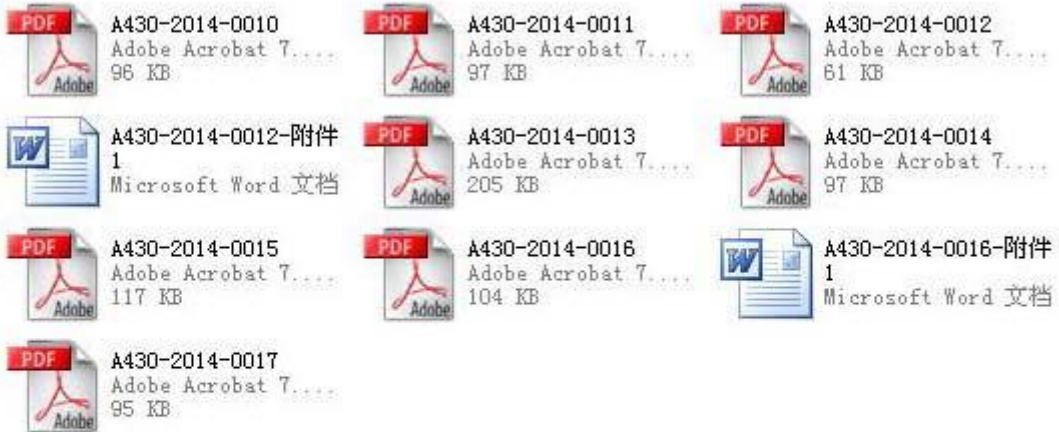 PDF
Adobe
A430-2014-0010
Adobe Acrobat 7....
96 KB
PDF
Adobe
A430-2014-0011
Adobe Acrobat 7....
97 KB
PDF
Adobe
A430-2014-0012
Adobe Acrobat 7....
61 KB
W
A430-2014-0012-附件
1
Microsoft Word 文档
PDF
Adobe
A430-2014-0013
Adobe Acrobat 7....
205 KB
PDF
Adobe
A430-2014-0014
Adobe Acrobat 7....
97 KB
PDF
Adobe
A430-2014-0015
Adobe Acrobat 7....
117 KB
PDF
Adobe
A430-2014-0016
Adobe Acrobat 7....
104 KB
W
A430-2014-0016-附件
1
Microsoft Word 文档
PDF
Adobe
A430-2014-0017
Adobe Acrobat 7....
95 KB